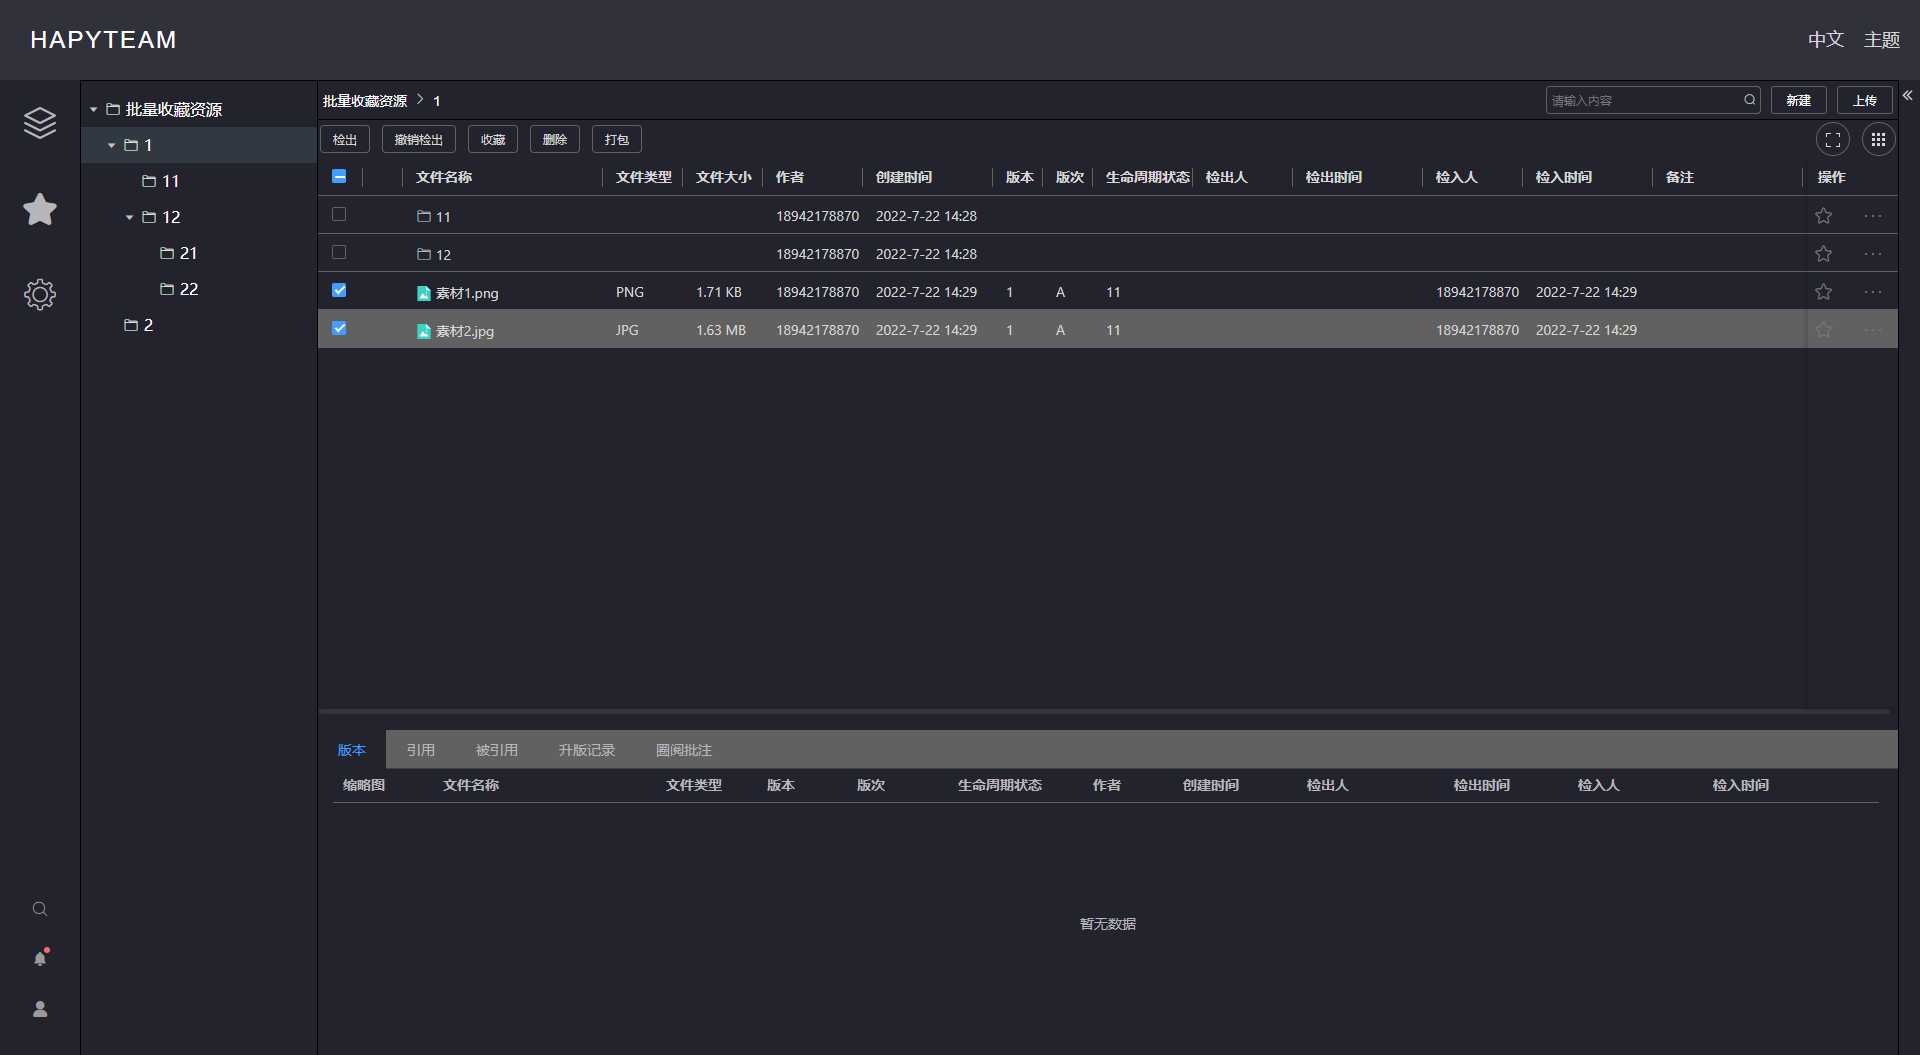 HAPYTEAM
中文 主题
批量收藏资源
1
11
12
21
22
2
批量收藏资源 > 1
请输入内容 新建 上传
检出 撤销检出 收藏 删除 打包
文件名称 文件类型 文件大小 作者 创建时间 版本 版次 生命周期状态 检出人 检出时间 检入人 检入时间 备注 操作
11 18942178870 2022-7-22 14:28
12 18942178870 2022-7-22 14:28
素材1.png PNG 1.71 KB 18942178870 2022-7-22 14:29 1 A 11 18942178870 2022-7-22 14:29
素材2.jpg JPG 1.63 MB 18942178870 2022-7-22 14:29 1 A 11 18942178870 2022-7-22 14:29
版本 引用 被引用 升版记录 圈阅批注
缩略图 文件名称 文件类型 版本 版次 生命周期状态 作者 创建时间 检出人 检出时间 检入人 检入时间
暂无数据